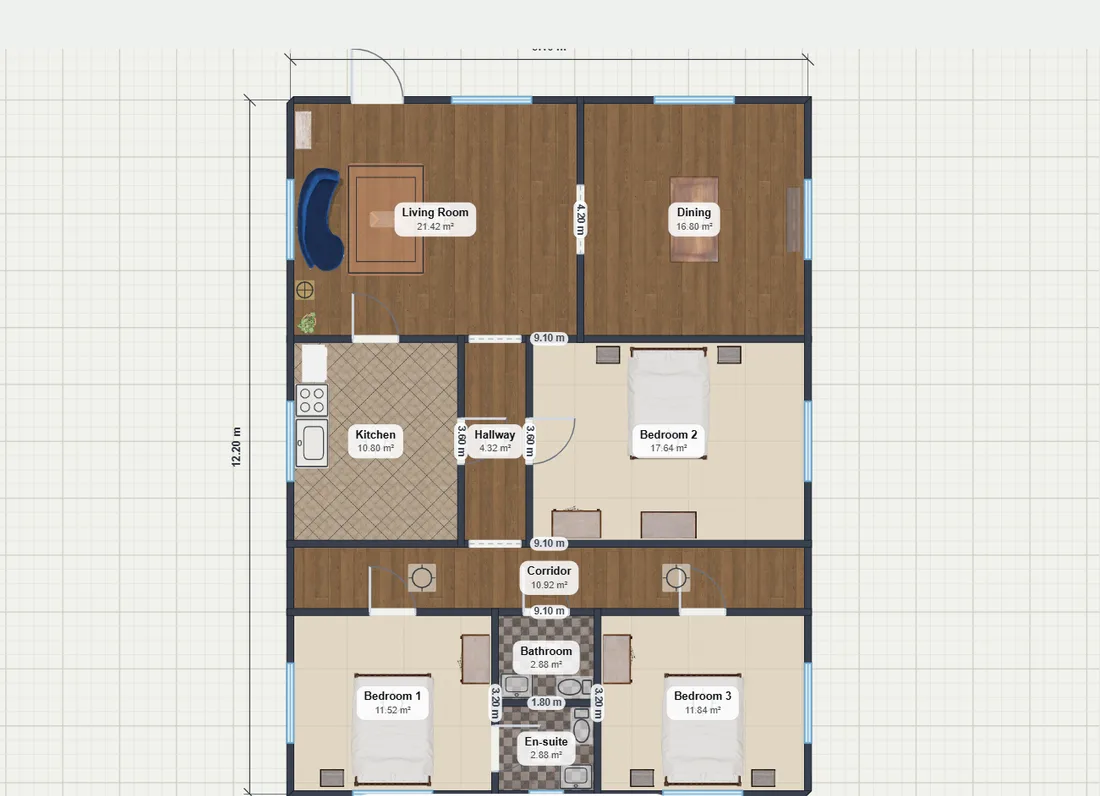 Living Room
21.42 m²
4.20 m
Dining
16.80 m²
9.10 m
12.20 m
Kitchen
10.80 m²
3.60 m
Hallway
4.32 m²
3.60 m
Bedroom 2
17.64 m²
9.10 m
Corridor
10.92 m²
9.10 m
Bathroom
2.88 m²
Bedroom 1
11.52 m²
3.20 m
1.80 m
3.20 m
Bedroom 3
11.84 m²
En-suite
2.88 m²